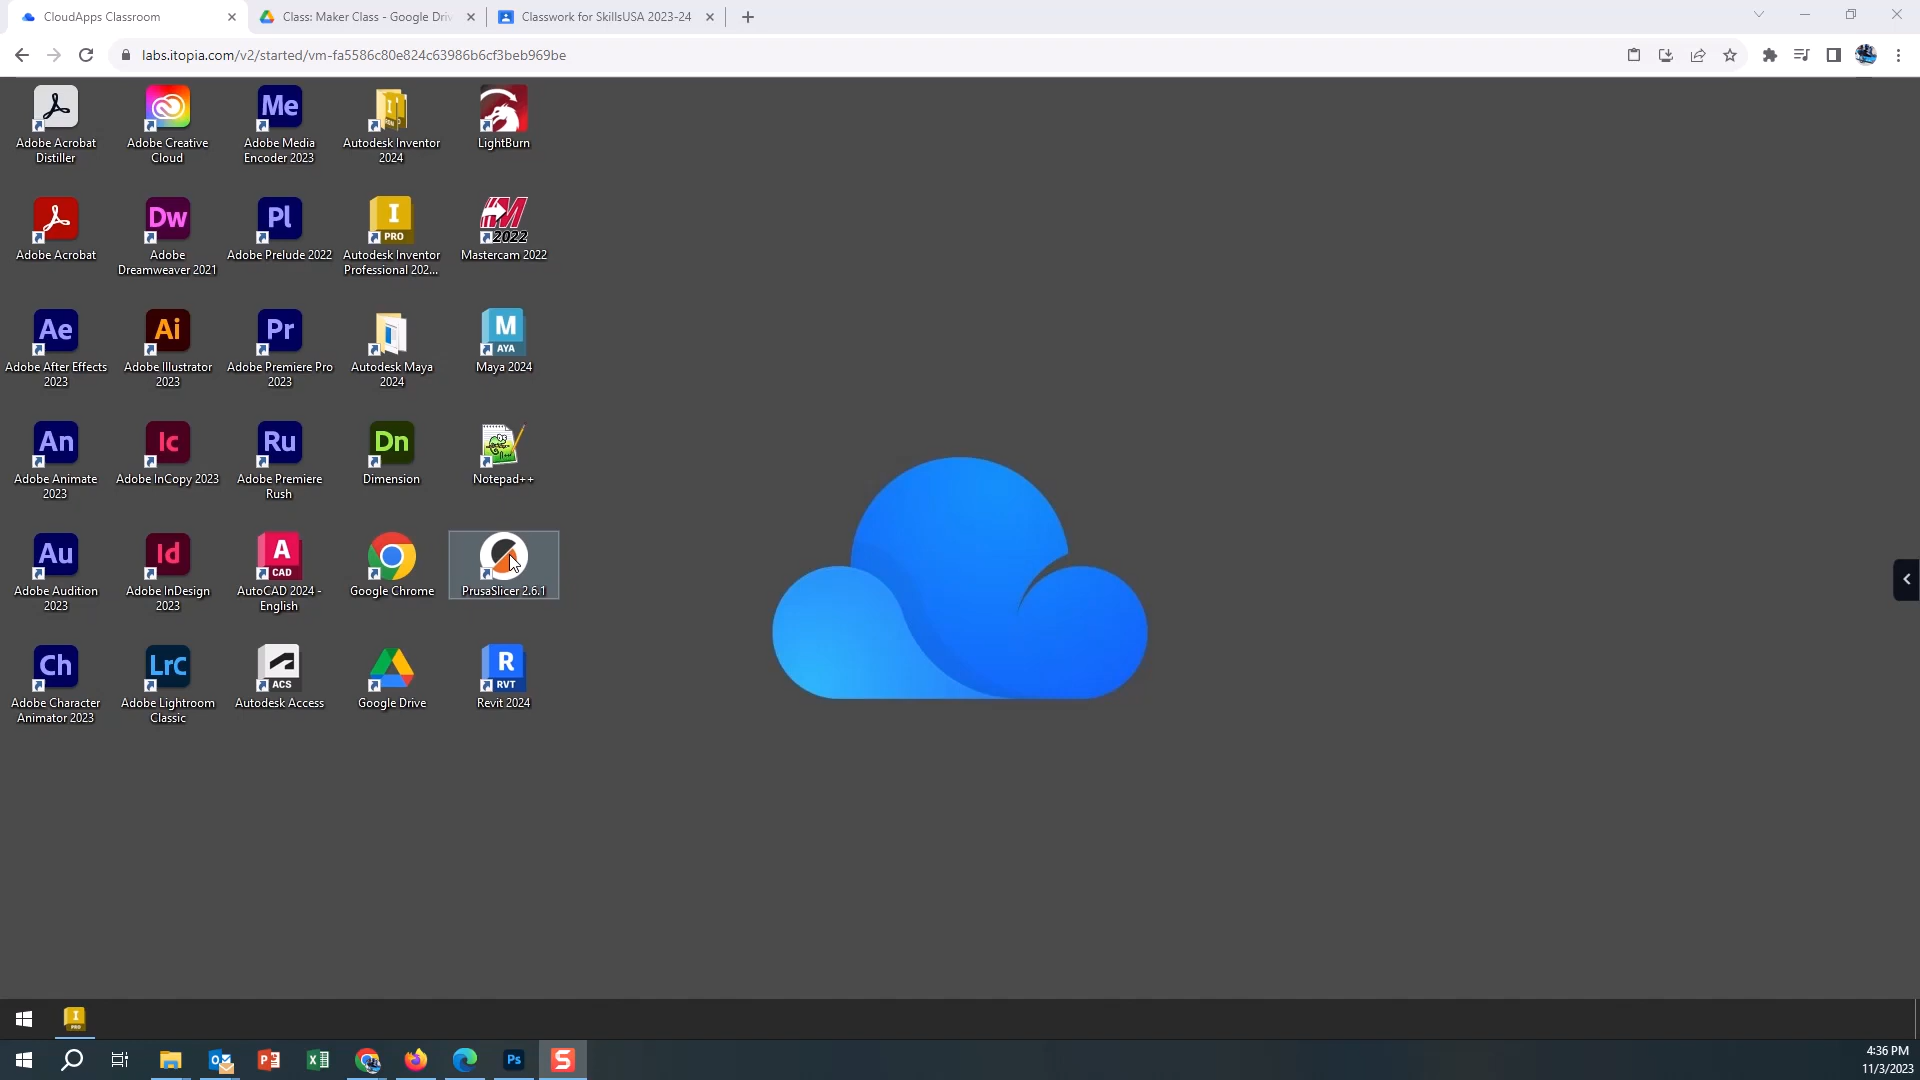 CloudApps Classroom
Class: Maker Class - Google Driv
Classwork for SkillsUSA 2023-24
labs.itopia.com/v2/started/vm-fa5586c80e824c63986b6cf3beb969be
Adobe Acrobat
Distiller
Adobe Creative
Cloud
Me
Adobe Media
Encoder 2023
I
Autodesk Inventor
2024
LightBurn
Adobe Acrobat
Dw
Adobe
Dreamweaver 2021
Pl
Adobe Prelude 2022
I
PRO
Autodesk Inventor
Professional 202...
M
2022
Mastercam 2022
Ae
Adobe After Effects
2023
Ai
Adobe Illustrator
2023
Pr
Adobe Premiere Pro
2023
Autodesk Maya
2024
M
AYA
Maya 2024
An
Adobe Animate
2023
Ic
Adobe InCopy 2023
Ru
Adobe Premiere
Rush
Dn
Dimension
Notepad++
Au
Adobe Audition
2023
Id
Adobe InDesign
2023
A
CAD
AutoCAD 2024 -
English
Google Chrome
PrusaSlicer 2.6.1
Ch
Adobe Character
Animator 2023
LrC
Adobe Lightroom
Classic
ACS
Autodesk Access
Google Drive
R
RVT
Revit 2024
I
PRO
Ps
S
4:36 PM
11/3/2023